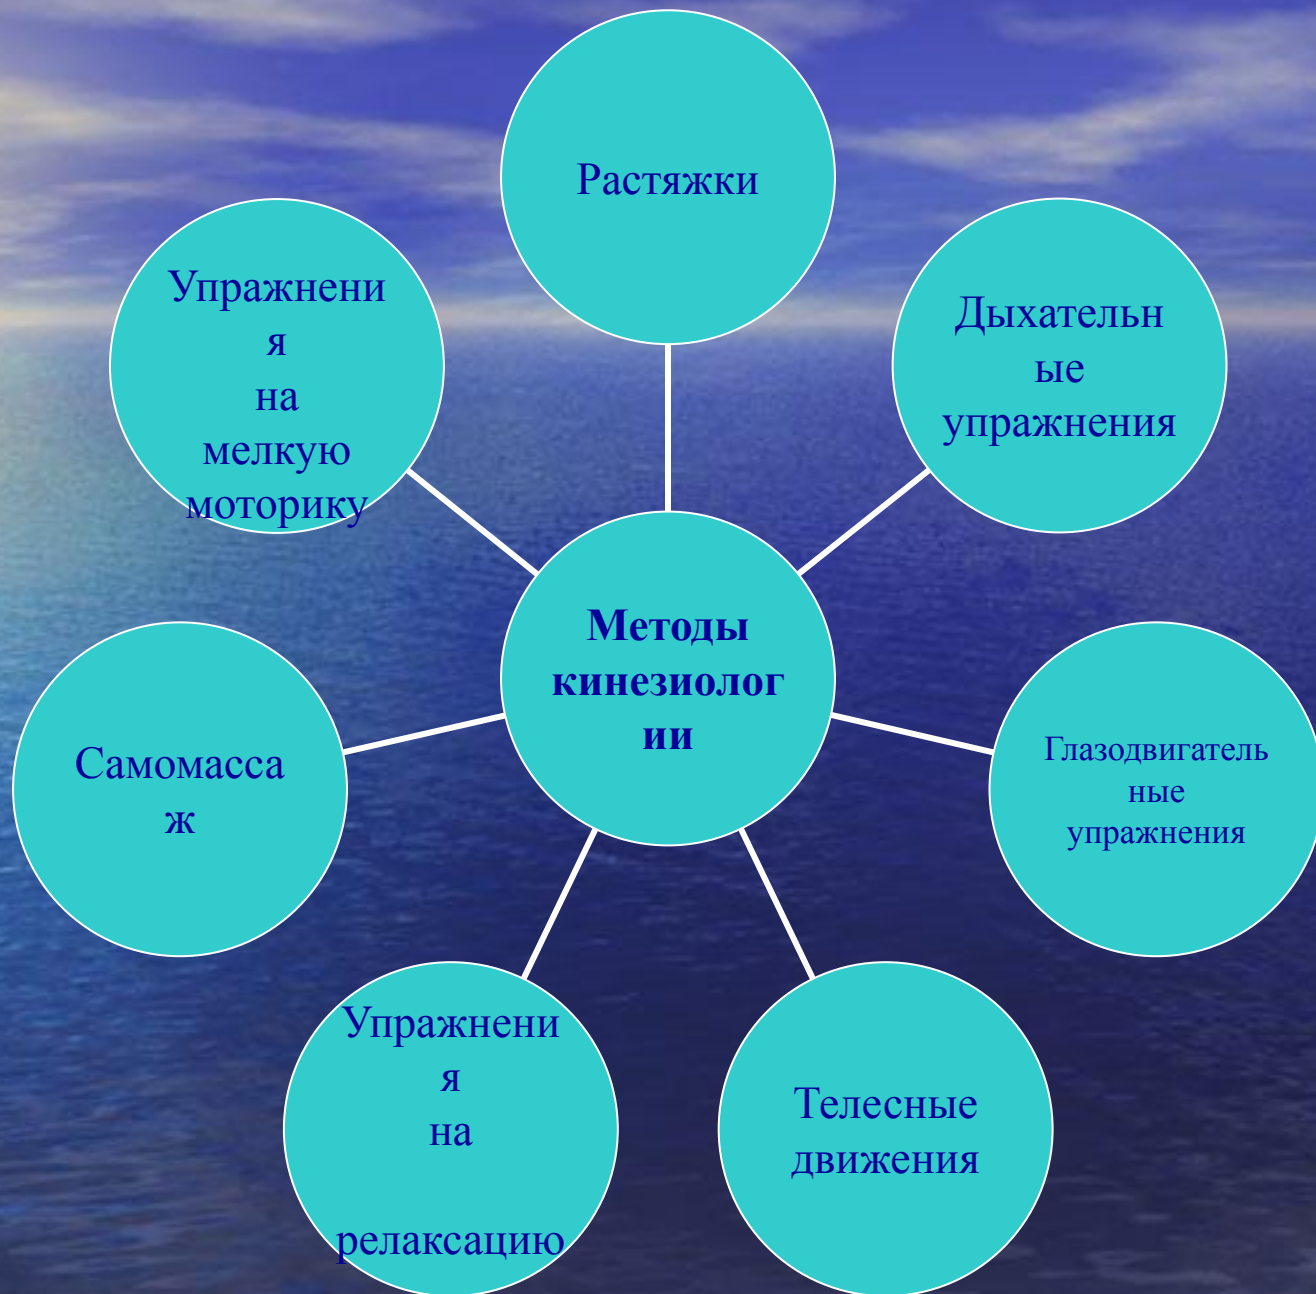 Растяжки
Дыхательн
ые
упражнения
Глазодвигатель
ные
упражнения
Телесные
движения
Упражнени
я
на
релаксацию
Самомасса
ж
Упражнени
я
на
мелкую
моторику
Методы
кинезиолог
ии